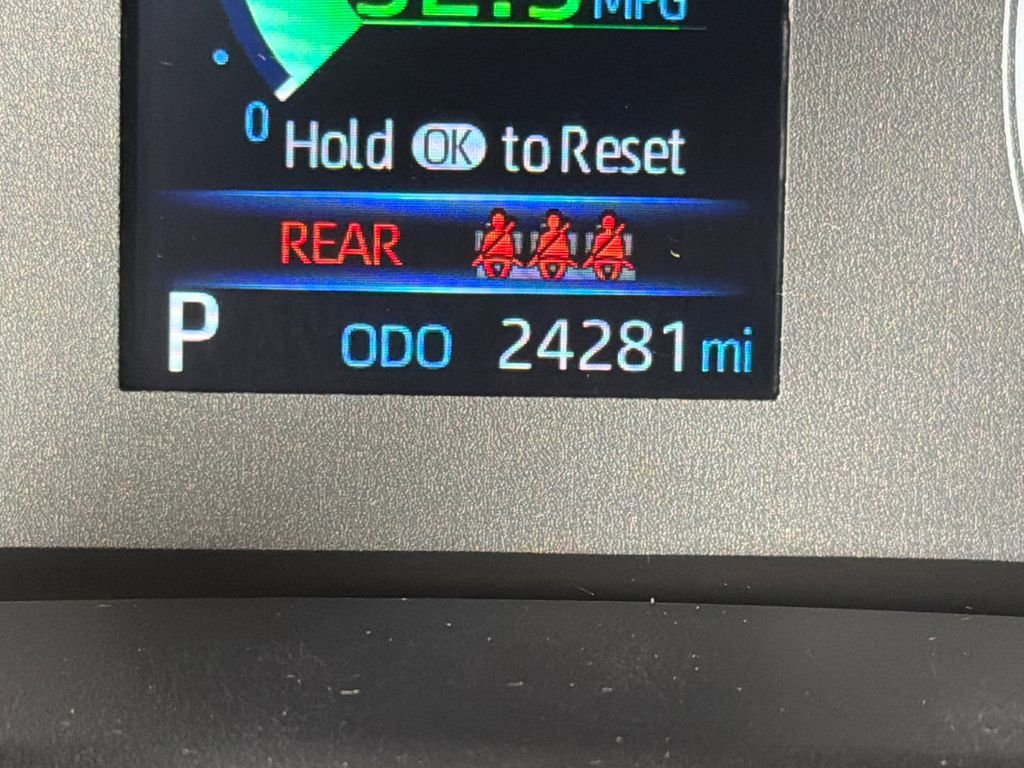 MPG
0
Hold OK to Reset
REAR
P ODO 24281 mi